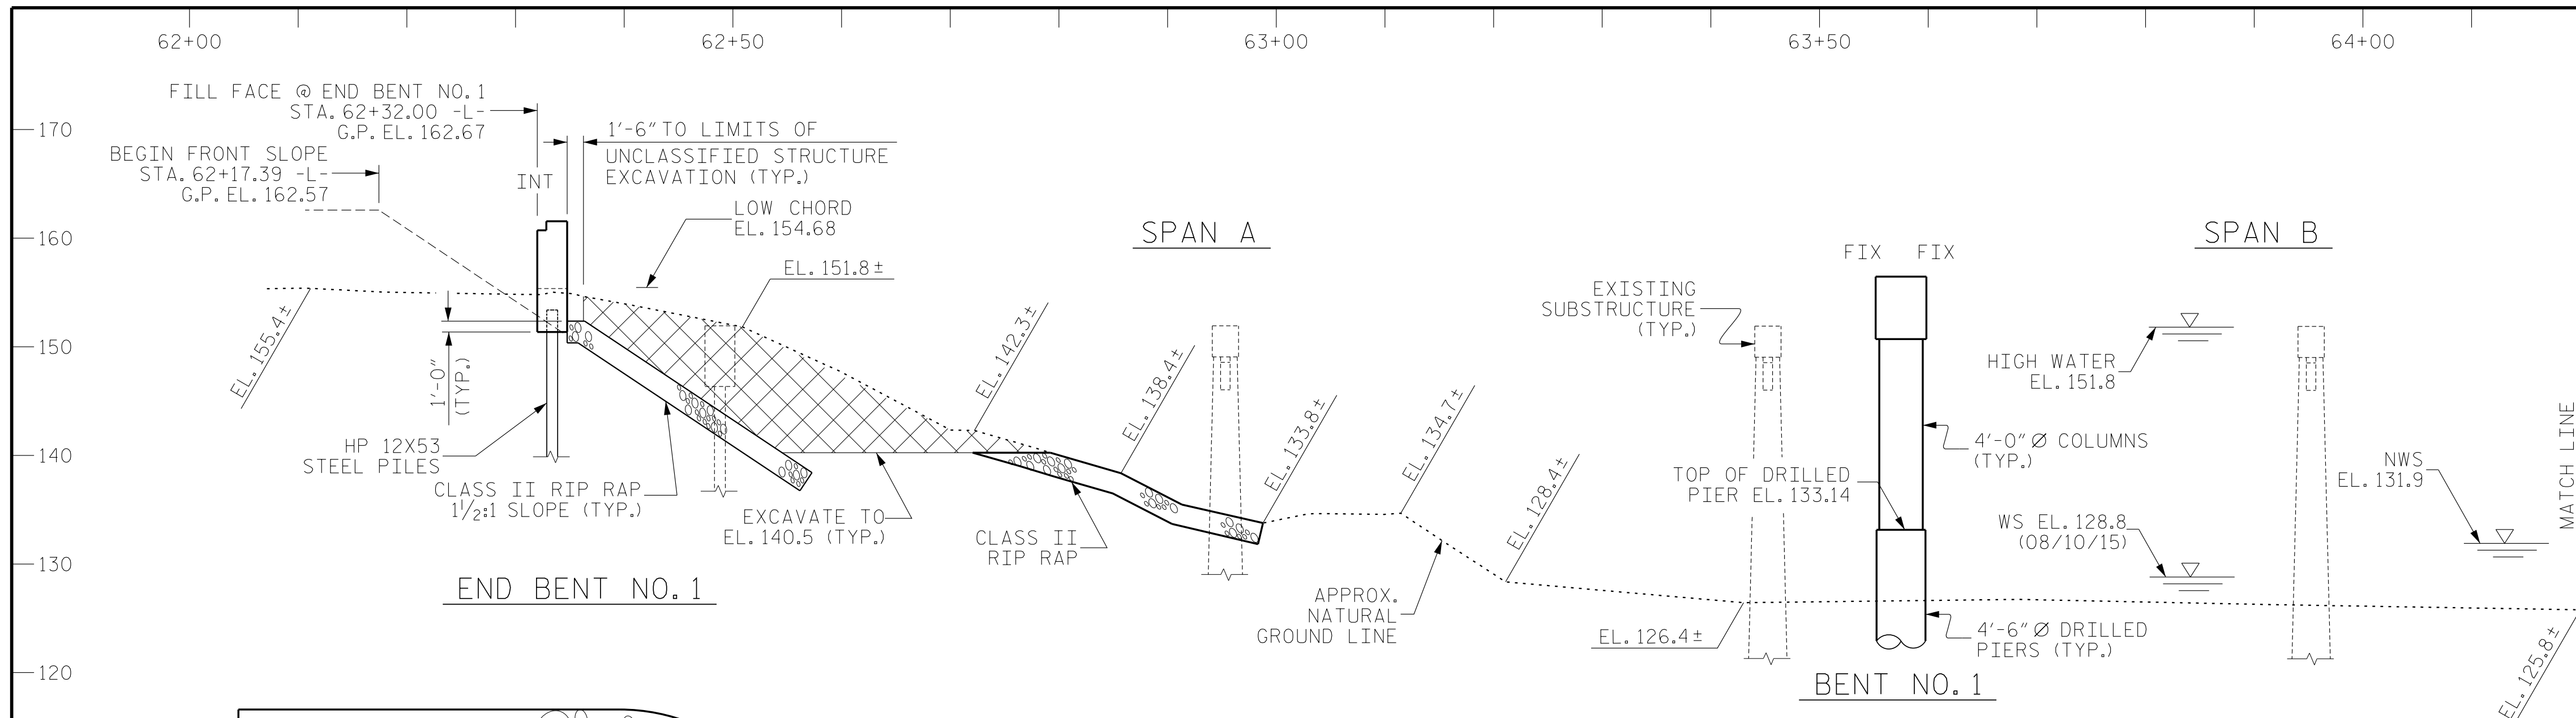 62+00
62+50
63+00
63+50
64+00
170
160
150
140
130
120
FILL FACE @ END BENT NO. 1
STA. 62+32.00 -L-
G.P. EL. 162.67
BEGIN FRONT SLOPE
STA. 62+17.39 -L-
G.P. EL. 162.57
INT
1'-6" TO LIMITS OF
UNCLASSIFIED STRUCTURE
EXCAVATION (TYP.)
LOW CHORD
EL. 154.68
EL. 151.8±
SPAN A
EL. 155.4±
1'-0"
(TYP.)
HP 12X53
STEEL PILES
CLASS II RIP RAP
1 1/2:1 SLOPE (TYP.)
EXCAVATE TO
EL. 140.5 (TYP.)
EL. 142.3±
EL. 138.4±
CLASS II
RIP RAP
EL. 133.8±
EL. 134.7±
EL. 128.4±
APPROX.
NATURAL
GROUND LINE
END BENT NO. 1
EXISTING
SUBSTRUCTURE
(TYP.)
FIX
FIX
SPAN B
TOP OF DRILLED
PIER EL. 133.14
4'-0" Ø COLUMNS
(TYP.)
HIGH WATER
EL. 151.8
WS EL. 128.8
(08/10/15)
NWS
EL. 131.9
MATCH LINE
EL. 126.4±
4'-6" Ø DRILLED
PIERS (TYP.)
BENT NO. 1
EL. 125.8±